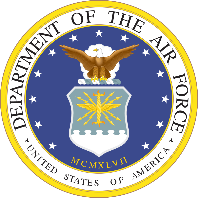 DEPARTMENT OF THE AIR FORCE
MCMXLVII
UNITED STATES OF AMERICA